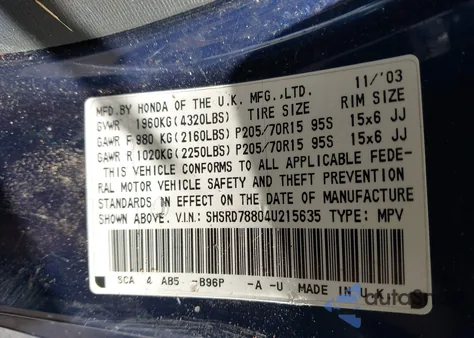 MFD.BY HONDA OF THE U.K. MFG.,LTD. 11/'03
GVWR 1960KG(4320LBS) TIRE SIZE RIM SIZE
GAWR F 980 KG(2160LBS) P205/70R15 95S 15x6 JJ
GAWR R 1020KG(2250LBS) P205/70R15 95S 15x6 JJ
THIS VEHICLE CONFORMS TO ALL APPLICABLE FEDE-
RAL MOTOR VEHICLE SAFETY AND THEFT PREVENTION
STANDARDS IN EFFECT ON THE DATE OF MANUFACTURE
SHOWN ABOVE. V.I.N.: SHSRD78804U215635 TYPE: MPV
SCA 4 AB5 -B96P -A -U MADE IN U.K.